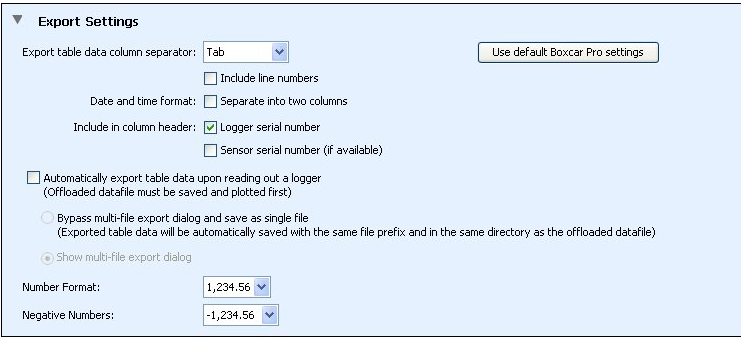 Export Settings
Export table data column separator: Tab Use default Boxcar Pro settings
Include line numbers
Date and time format: Separate into two columns
Include in column header: Logger serial number
Sensor serial number (if available)
Automatically export table data upon reading out a logger
(Offloaded datafile must be saved and plotted first)
Bypass multi-file export dialog and save as single file
(Exported table data will be automatically saved with the same file prefix and in the same directory as the offloaded datafile)
Show multi-file export dialog
Number Format: 1,234.56
Negative Numbers: -1,234.56